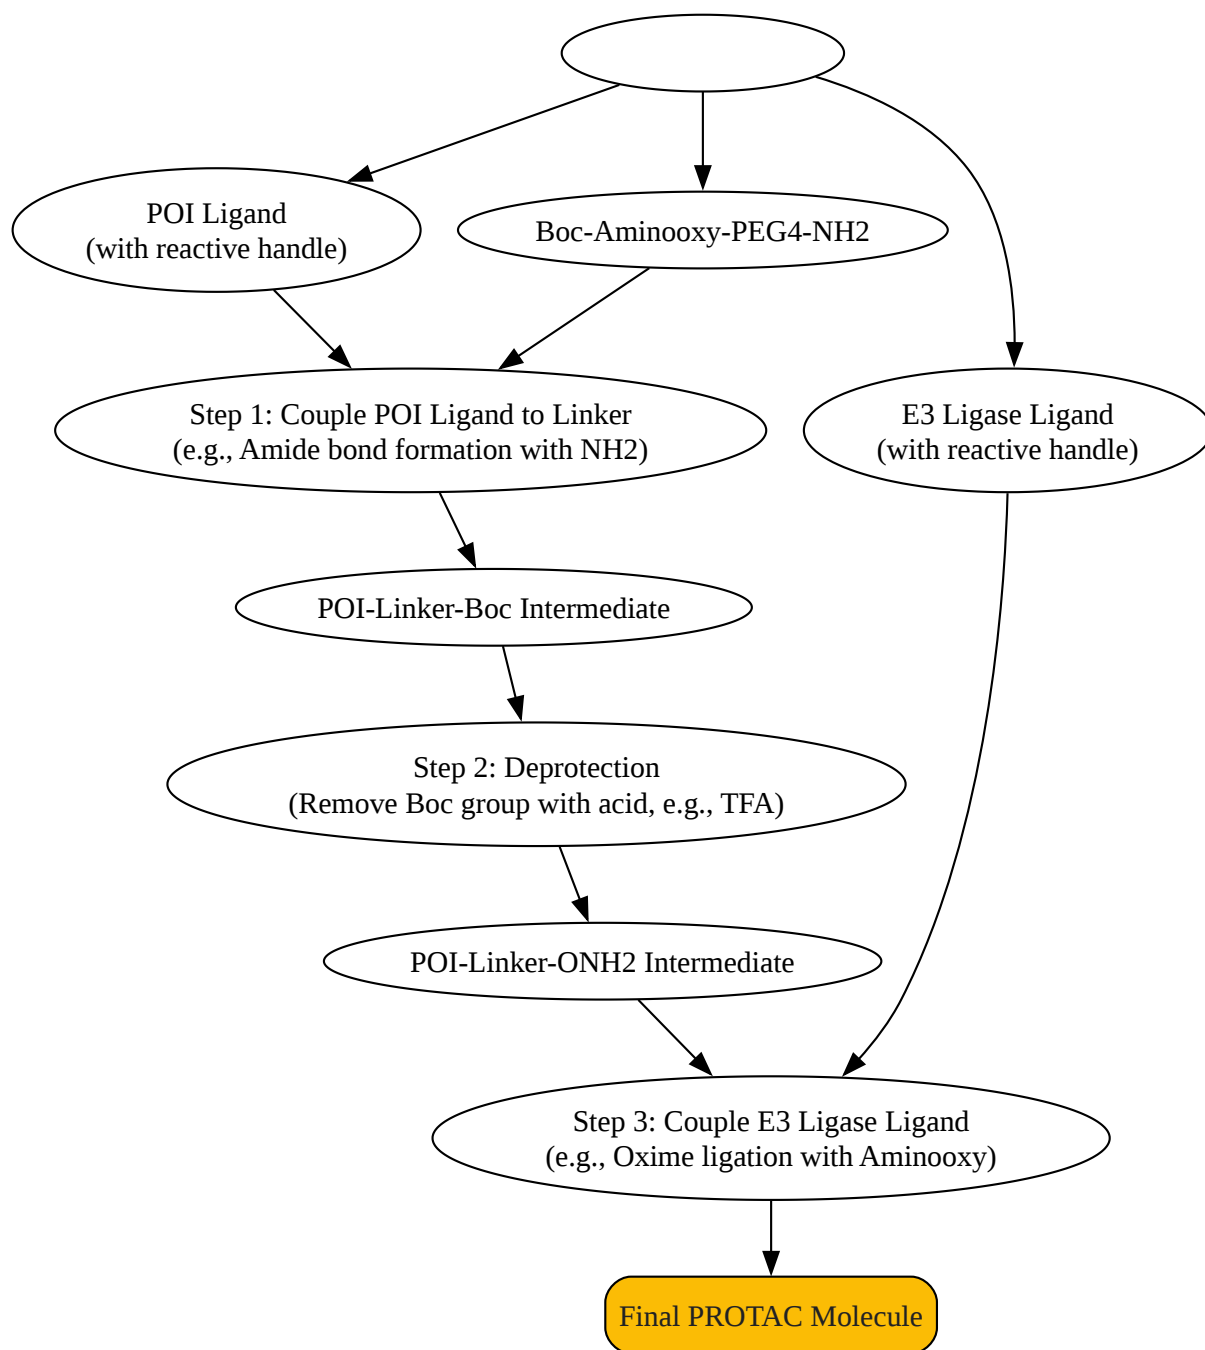 POI Ligand
(with reactive handle)
Boc-Aminooxy-PEG4-NH2
Step 1: Couple POI Ligand to Linker
(e.g., Amide bond formation with NH2)
E3 Ligase Ligand
(with reactive handle)
POI-Linker-Boc Intermediate
Step 2: Deprotection
(Remove Boc group with acid, e.g., TFA)
POI-Linker-ONH2 Intermediate
Step 3: Couple E3 Ligase Ligand
(e.g., Oxime ligation with Aminooxy)
Final PROTAC Molecule